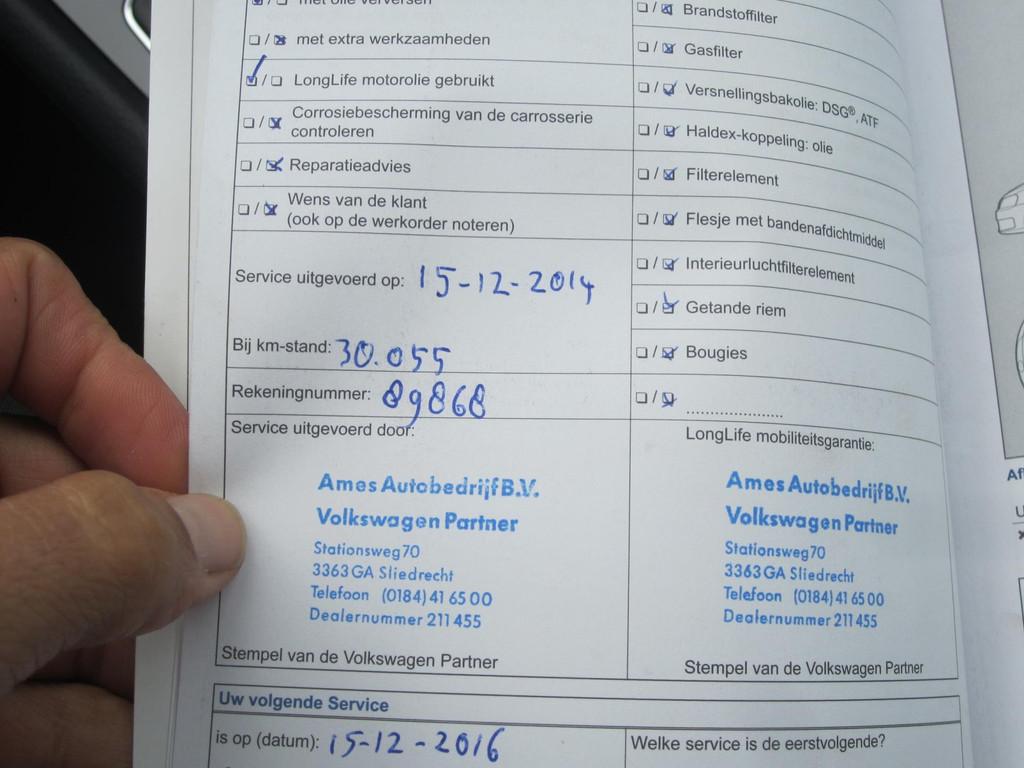 met olie verversen
☐ / ☒ met extra werkzaamheden
☑ / ☐ LongLife motorolie gebruikt
☐ / ☒ Corrosiebescherming van de carrosserie
controleren
☐ / ☒ Reparatieadvies
☐ / ☒ Wens van de klant
(ook op de werkorder noteren)
Service uitgevoerd op: 15-12-2014
Bij km-stand: 30.055
Rekeningnummer: 89868
Service uitgevoerd door:
Ames Autobedrijf B.V.
Volkswagen Partner
Stationsweg 70
3363 GA Sliedrecht
Telefoon (0184) 41 65 00
Dealernummer 211 455
Stempel van de Volkswagen Partner
☐ / ☒ Brandstoffilter
☐ / ☒ Gasfilter
☐ / ☑ Versnellingsbakolie: DSG®, ATF
☐ / ☑ Haldex-koppeling: olie
☐ / ☒ Filterelement
☐ / ☑ Flesje met bandenafdichtmiddel
☐ / ☑ Interieurluchtfilterelement
☐ / ☑ Getande riem
☐ / ☑ Bougies
☐ / ☑ ......................
LongLife mobiliteitsgarantie:
Ames Autobedrijf B.V.
Volkswagen Partner
Stationsweg 70
3363 GA Sliedrecht
Telefoon (0184) 41 65 00
Dealernummer 211 455
Stempel van de Volkswagen Partner
Uw volgende Service
is op (datum): 15-12-2016
Welke service is de eerstvolgende?